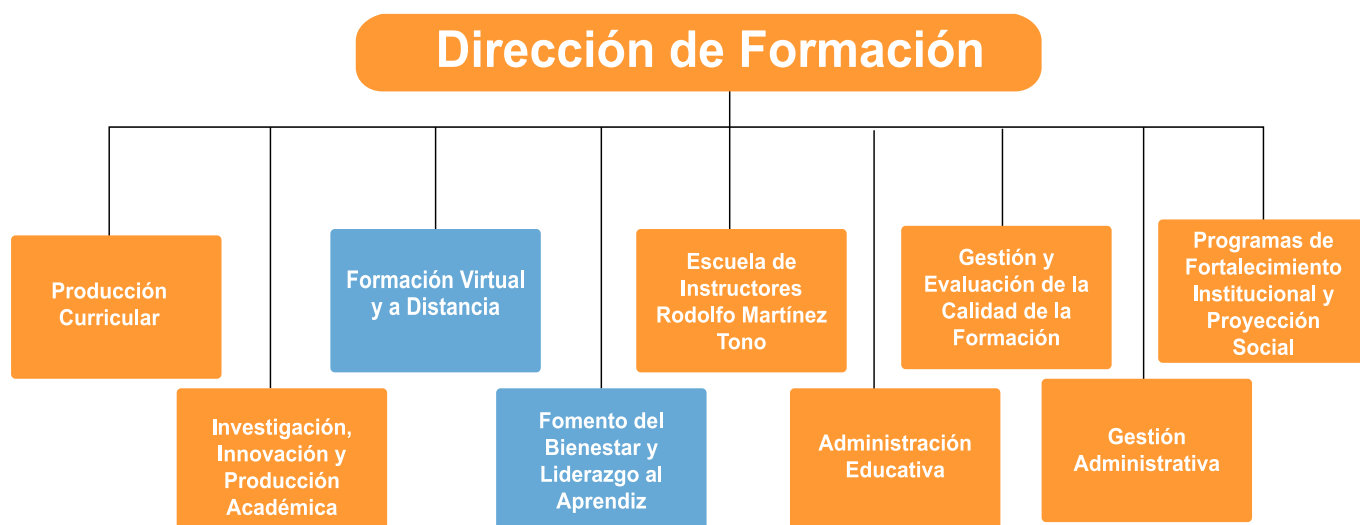 Dirección de Formación
Producción
Curricular
Investigación,
Innovación y
Producción
Académica
Formación Virtual
y a Distancia
Fomento del
Bienestar y
Liderazgo al
Aprendiz
Escuela de
Instructores
Rodolfo Martínez
Tono
Administración
Educativa
Gestión y
Evaluación de la
Calidad de la
Formación
Gestión
Administrativa
Programas de
Fortalecimiento
Institucional y
Proyección
Social